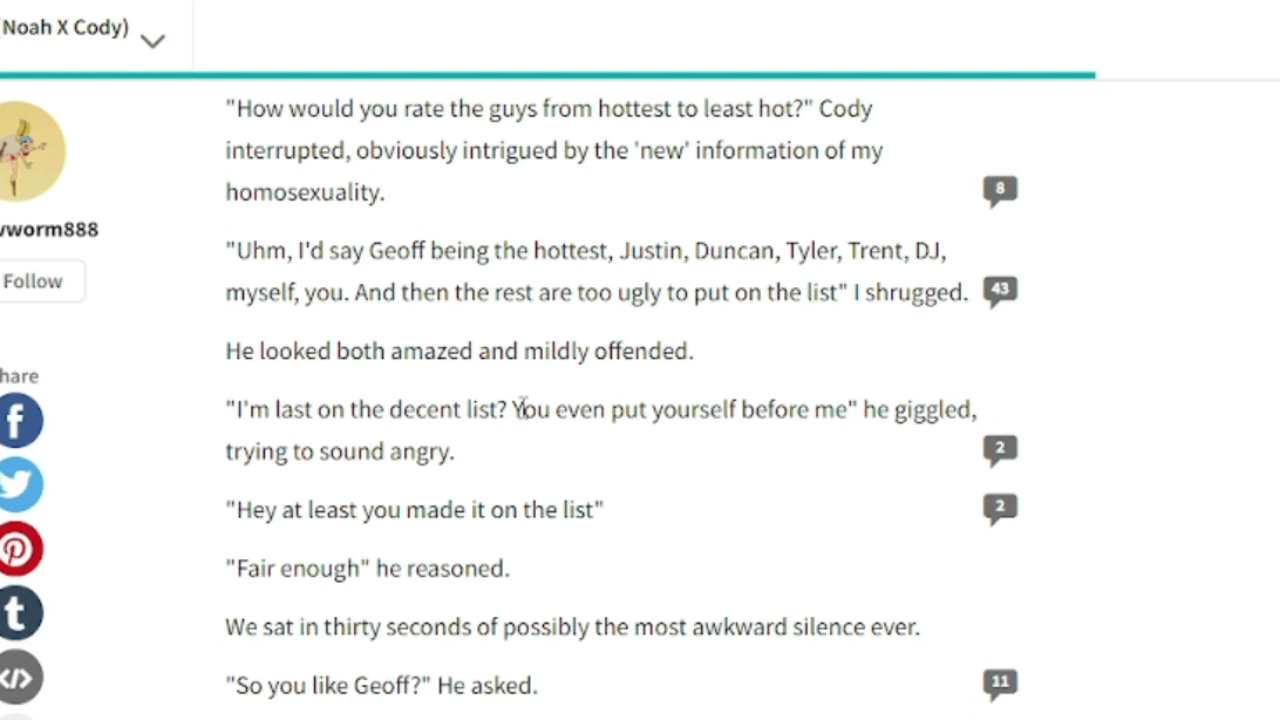 Noah X Cody)
"How would you rate the guys from hottest to least hot?" Cody
interrupted, obviously intrigued by the 'new' information of my
homosexuality.
8
worm888
Follow
"Uhm, I'd say Geoff being the hottest, Justin, Duncan, Tyler, Trent, DJ,
myself, you. And then the rest are too ugly to put on the list" I shrugged.
43
He looked both amazed and mildly offended.
hare
"I'm last on the decent list? You even put yourself before me" he giggled,
trying to sound angry.
2
"Hey at least you made it on the list"
2
"Fair enough" he reasoned.
We sat in thirty seconds of possibly the most awkward silence ever.
"So you like Geoff?" He asked.
11